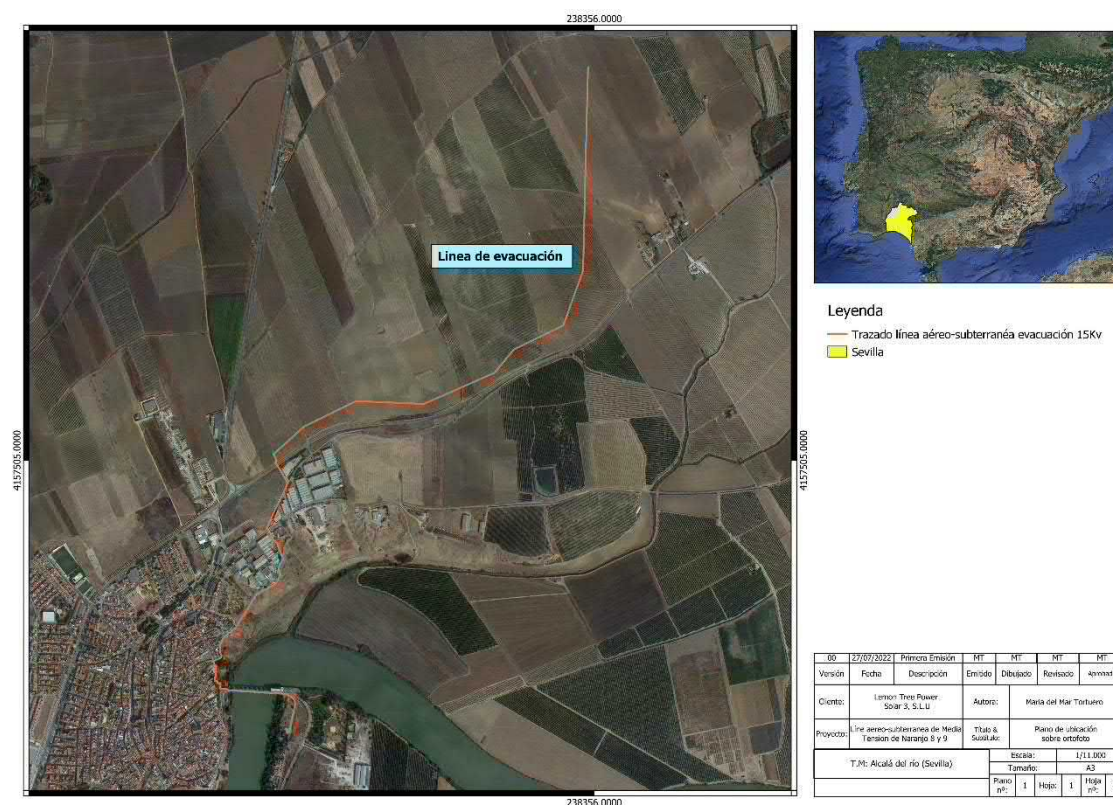 238356.0000
4157505.0000
4157505.0000
Linea de evacuación
238356.0000
Leyenda
Trazado línea aéreo-subterranéa evacuación 15Kv
Sevilla
00 27/07/2022 Primera Emisión MT MT MT MT
Versión Fecha Descripción Emitido Dibujado Revisado Aprobad
Cliente: Lemon Tree Power Solar 3, S.L.U Autora: Maria del Mar Tortuero
Proyecto: Líne aereo-subterranea de Media Tension de Naranjo 8 y 9 Título & Subtítulo: Plano de ubicación sobre ortofoto
T.M: Alcalá del río (Sevilla) Escala: 1/11.000
Tamaño: A3
Plano nº: 1 Hoja: 1 Hoja nº: